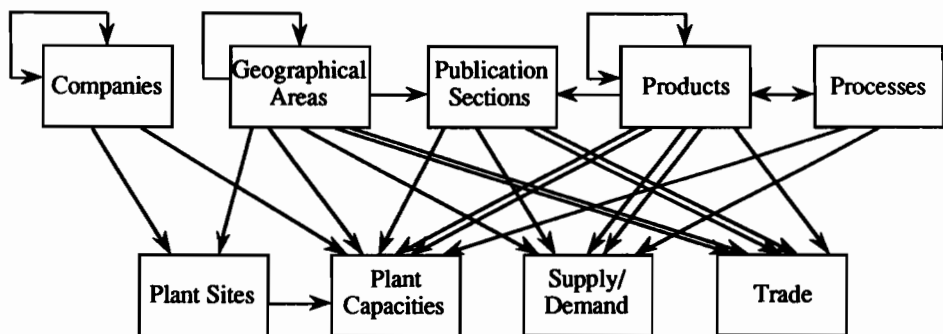 Companies
Geographical
Areas
Publication
Sections
Products
Processes
Plant Sites
Plant
Capacities
Supply/
Demand
Trade